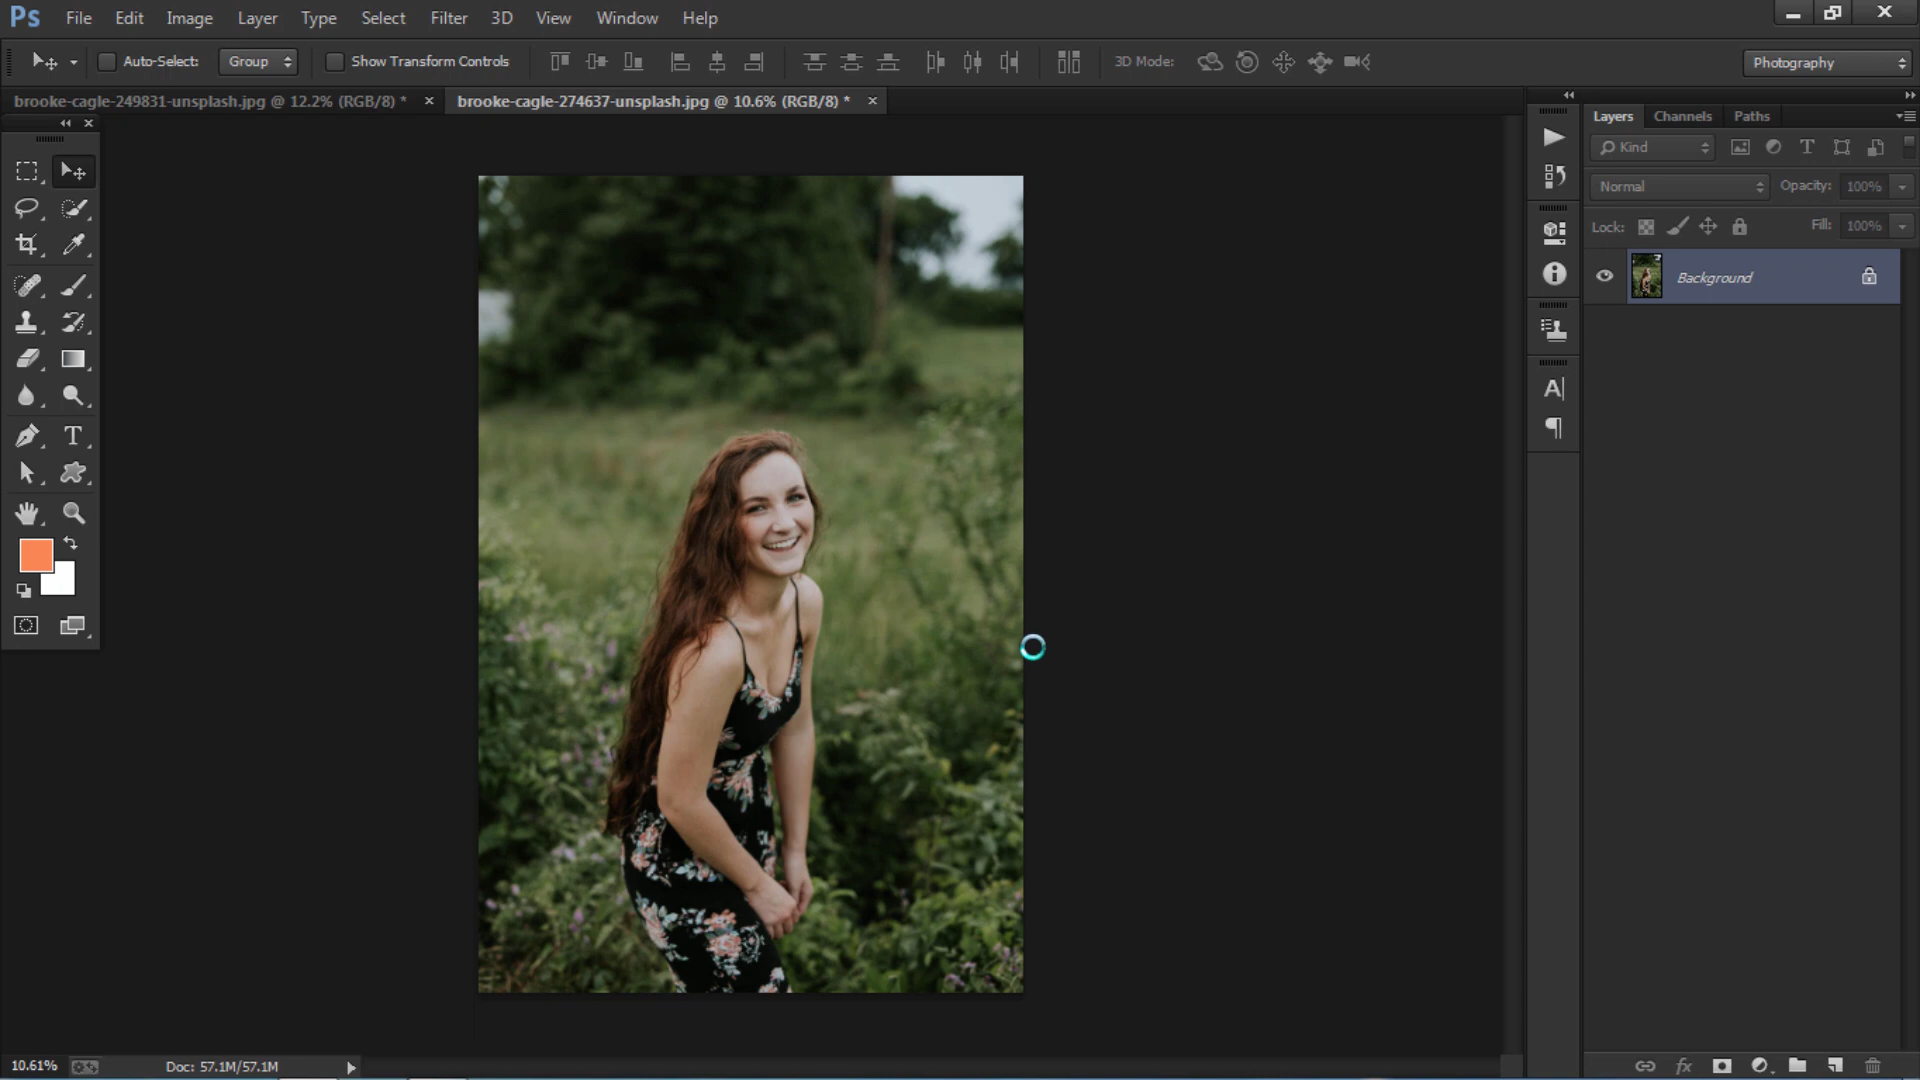 Ps File Edit Image Layer Type Select Filter 3D View Window Help
Auto-Select: Group Show Transform Controls 3D Mode: Photography
brooke-cagle-249831-unsplash.jpg @ 12.2% (RGB/8) * × brooke-cagle-274637-unsplash.jpg @ 10.6% (RGB/8) * ×
Layers Channels Paths
Kind
Normal Opacity: 100%
Lock: Fill: 100%
Background
10.61% Doc: 57.1M/57.1M